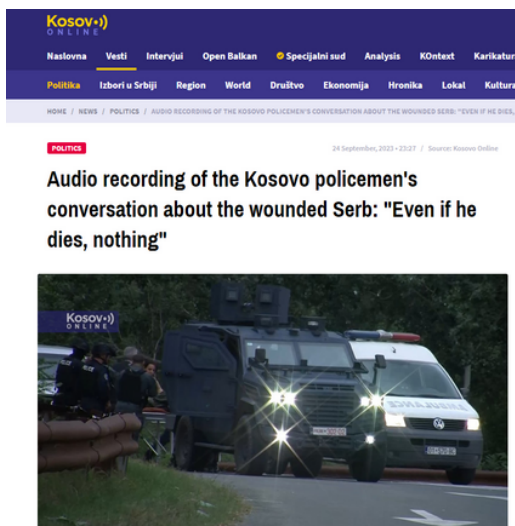 Kosov•))
ONLINE
Naslovna Vesti Intervjui Open Balkan Specijalni sud Analysis KOntext Karikatur
Politika Izbori u Srbiji Region World Društvo Ekonomija Hronika Lokal Kultura
HOME / NEWS / POLITICS / AUDIO RECORDING OF THE KOSOVO POLICEMEN'S CONVERSATION ABOUT THE WOUNDED SERB: "EVEN IF HE DIES,
POLITICS
24 September, 2023 • 23:27 / Source: Kosovo Online
Audio recording of the Kosovo policemen's
conversation about the wounded Serb: "Even if he
dies, nothing"
Kosov•))
ONLINE
POLICE
AMBULANCE